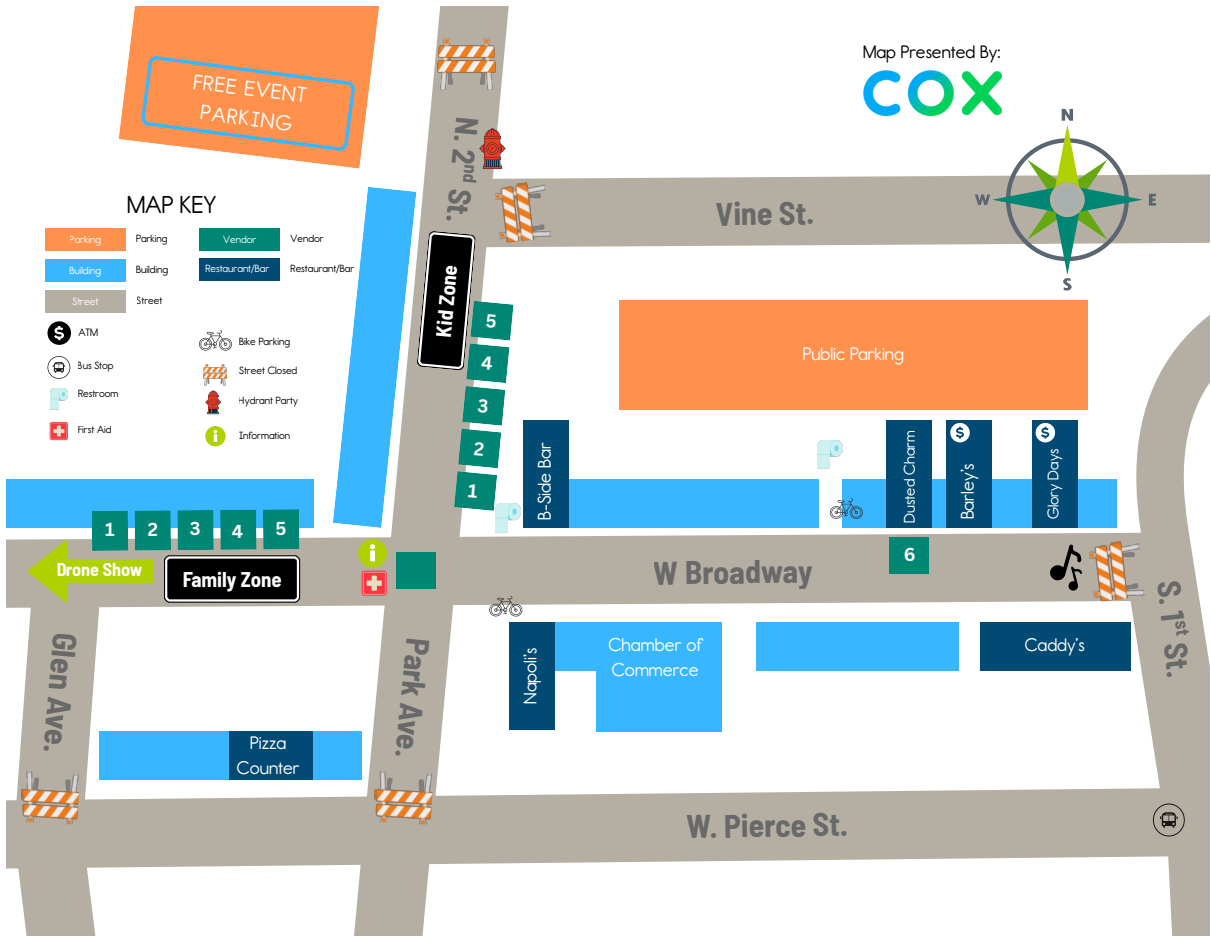 Map Presented By:
COX
FREE EVENT
PARKING
N
W
E
S
N. 2nd St.
Vine St.
MAP KEY
Parking
Parking
Vendor
Vendor
Building
Building
Restaurant/Bar
Restaurant/Bar
Street
Street
$
ATM
Bus Stop
Restroom
First Aid
Bike Parking
Street Closed
Hydrant Party
i
Information
Kid Zone
5
4
3
2
1
Public Parking
B-Side Bar
Dusted Charm
$
Barley's
$
Glory Days
1
2
3
4
5
Drone Show
Family Zone
i
W Broadway
6
S. 1st St.
Glen Ave.
Park Ave.
Napoli's
Chamber of
Commerce
Caddy's
Pizza
Counter
W. Pierce St.